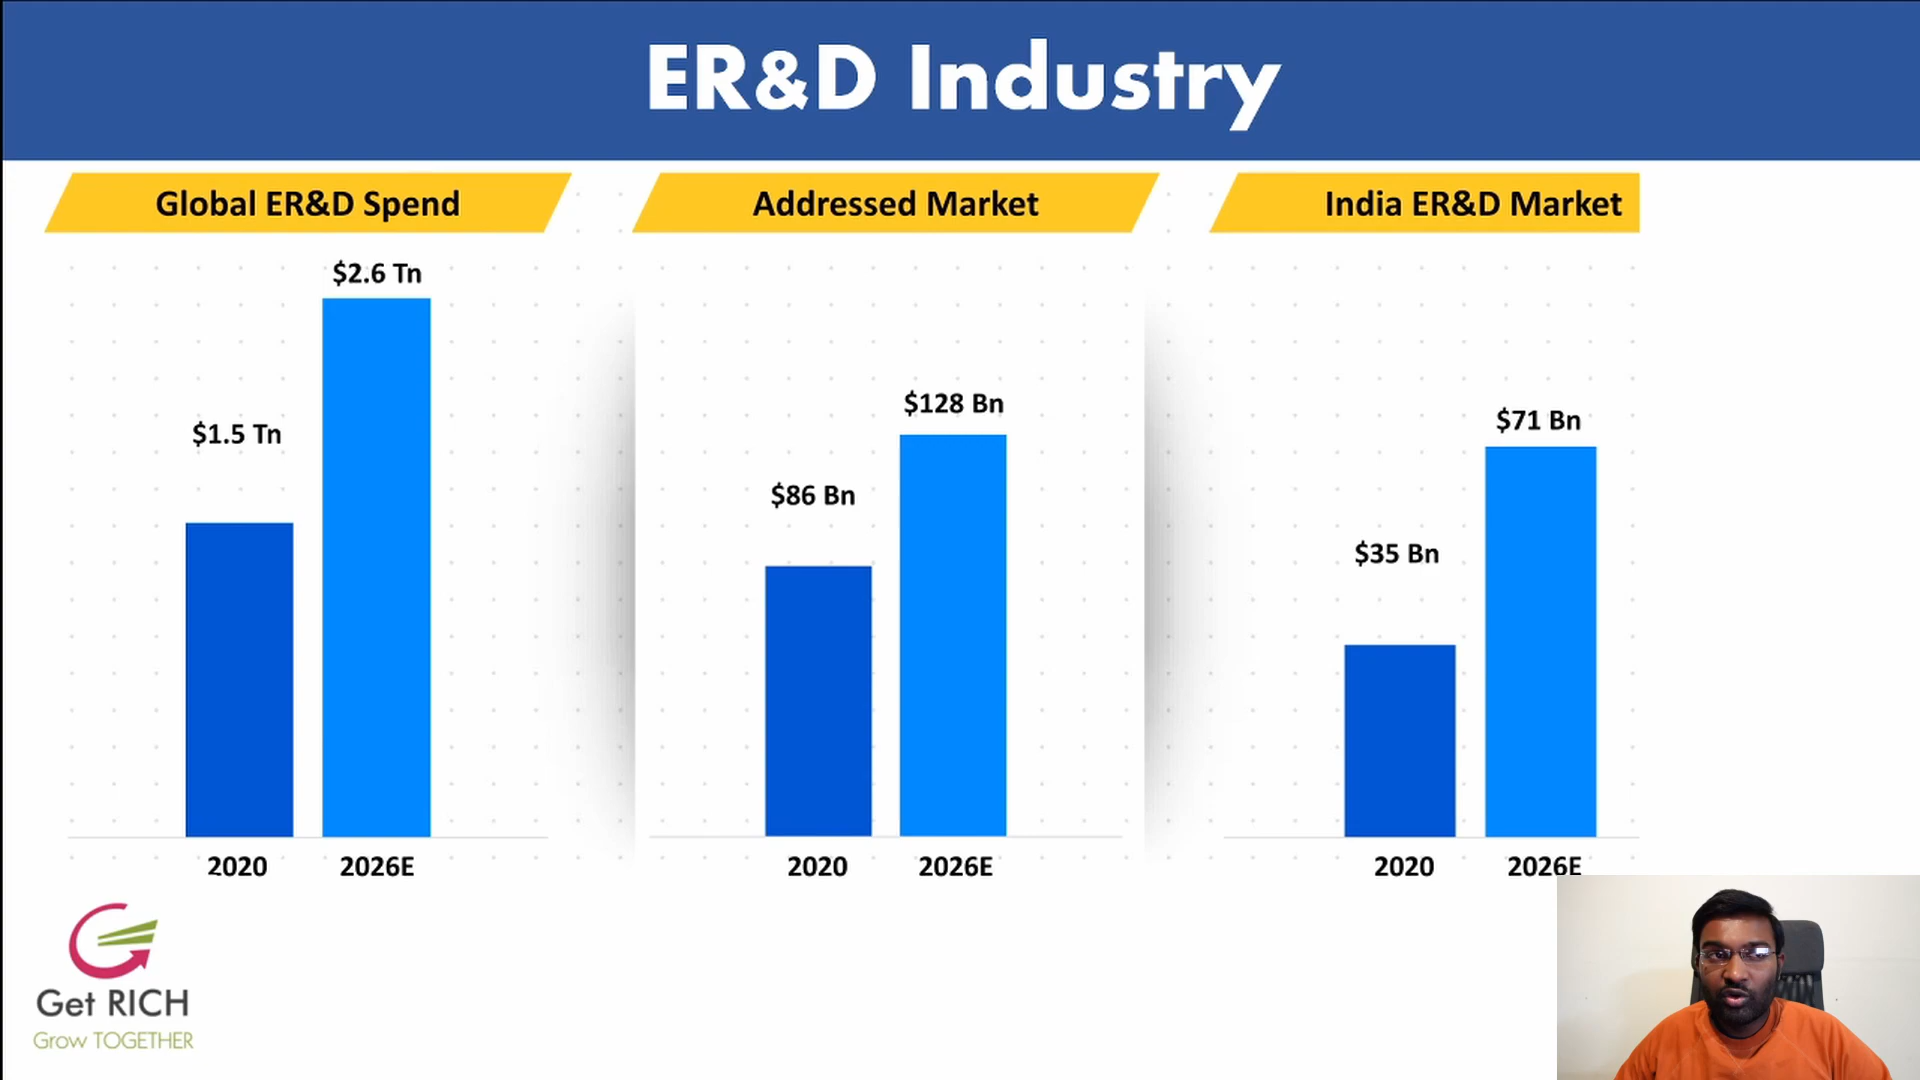 ER&D Industry
Global ER&D Spend
$2.6 Tn
$1.5 Tn
2020
2026E
Addressed Market
$128 Bn
$86 Bn
2020
2026E
India ER&D Market
$71 Bn
$35 Bn
2020
2026E
Get RICH
Grow TOGETHER